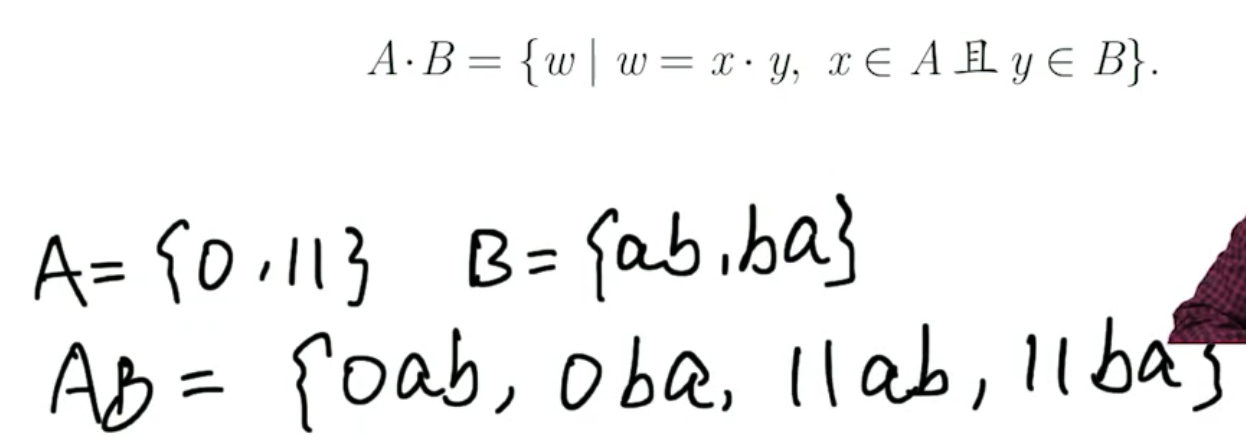 A · B = {w | w = x · y, x ∈ A 且 y ∈ B}.
A= {0,11} B= {ab,ba}
AB = {0ab, 0ba, 11ab, 11ba}